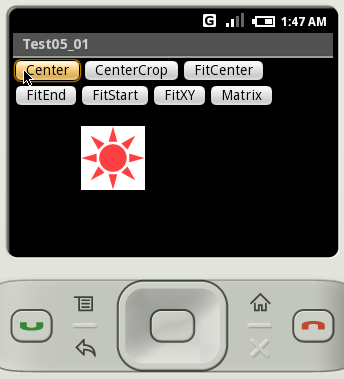 G 1:47 AM
Test05_01
Center CenterCrop FitCenter
FitEnd FitStart FitXY Matrix